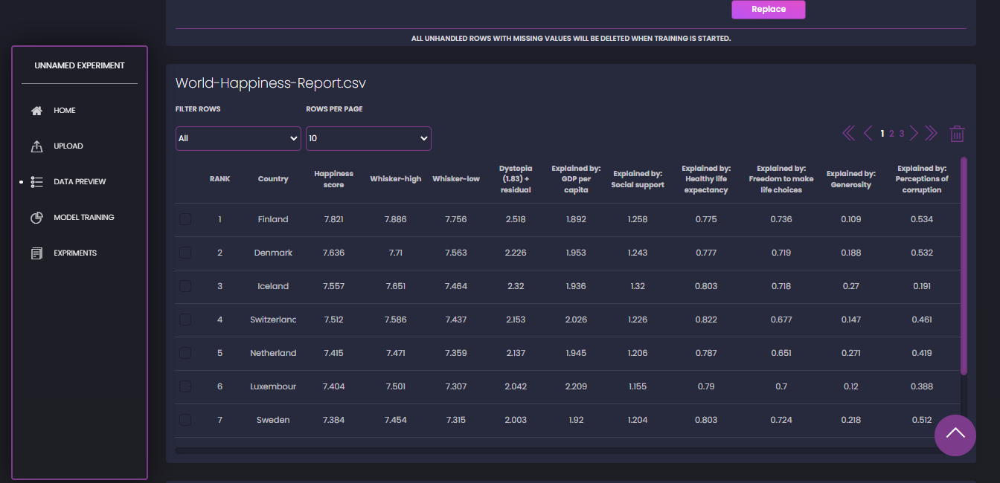 Replace
ALL UNHANDLED ROWS WITH MISSING VALUES WILL BE DELETED WHEN TRAINING IS STARTED.
UNNAMED EXPERIMENT
HOME
UPLOAD
DATA PREVIEW
MODEL TRAINING
EXPRIMENTS
World-Happiness-Report.csv
FILTER ROWS ROWS PER PAGE
All 10
1 2 3
RANK Country Happiness score Whisker-high Whisker-low Dystopia (1.83) + residual Explained by: GDP per capita Explained by: Social support Explained by: Healthy life expectancy Explained by: Freedom to make life choices Explained by: Generosity Explained by: Perceptions of corruption
1 Finland 7.821 7.886 7.756 2.518 1.892 1.258 0.775 0.736 0.109 0.534
2 Denmark 7.636 7.71 7.563 2.226 1.953 1.243 0.777 0.719 0.188 0.532
3 Iceland 7.557 7.651 7.464 2.32 1.936 1.32 0.803 0.718 0.27 0.191
4 Switzerlanc 7.512 7.586 7.437 2.153 2.026 1.226 0.822 0.677 0.147 0.461
5 Netherland 7.415 7.471 7.359 2.137 1.945 1.206 0.787 0.651 0.271 0.419
6 Luxembour 7.404 7.501 7.307 2.042 2.209 1.155 0.79 0.7 0.12 0.388
7 Sweden 7.384 7.454 7.315 2.003 1.92 1.204 0.803 0.724 0.218 0.512